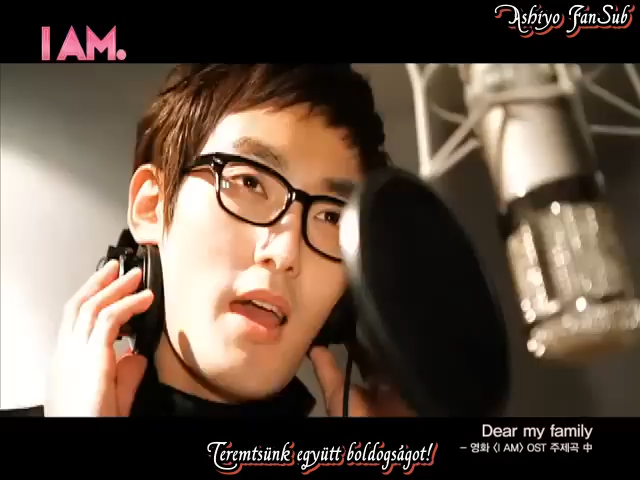 Ashiyo FanSub
I AM.
Dear my family
- 영화 <I AM> OST 주제곡 中
Teremtsünk együtt boldogságot!